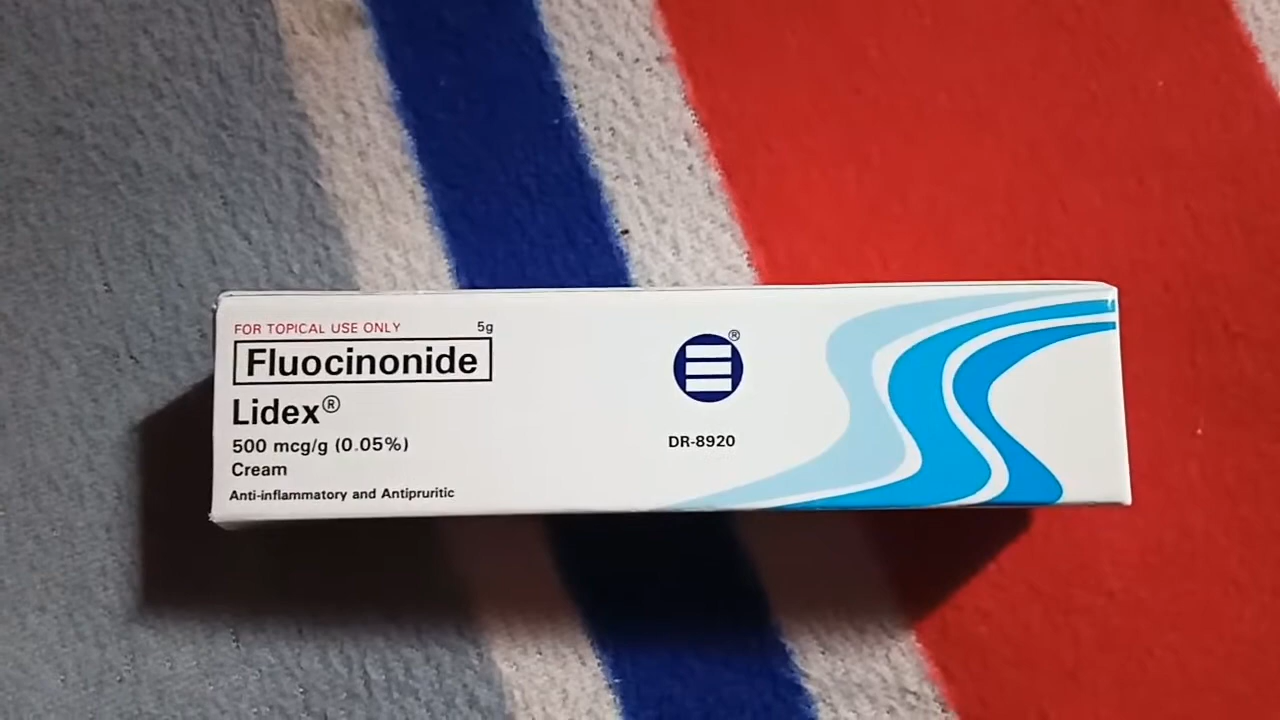 FOR TOPICAL USE ONLY 5g
Fluocinonide
Lidex®
500 mcg/g (0.05%)
Cream
Anti-inflammatory and Antipruritic
®
DR-8920